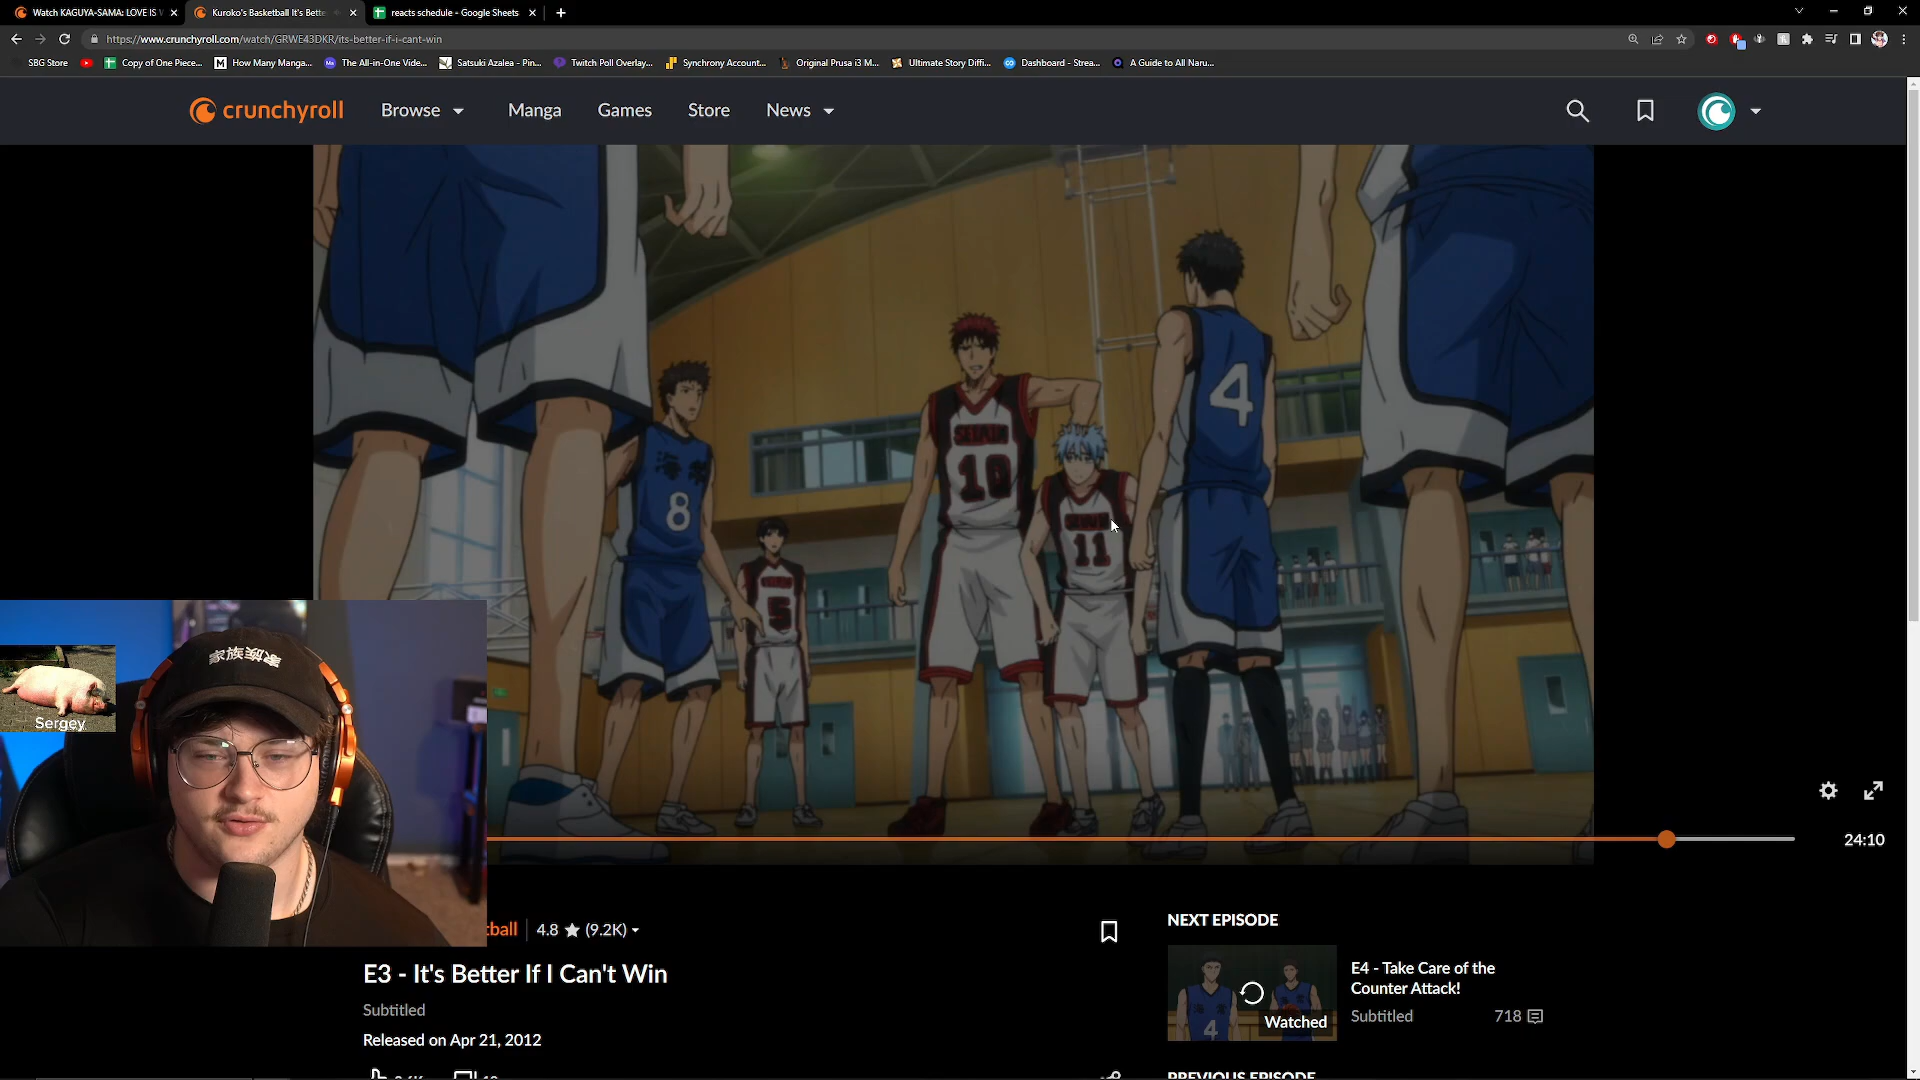 Watch KAGUYA-SAMA: LOVE IS
Kuroko's Basketball It's Bette
reacts schedule - Google Sheets
https://www.crunchyroll.com/watch/GRWE43DKR/its-better-if-i-cant-win
SBG Store
Copy of One Piece...
How Many Manga...
The All-in-One Vide...
Satsuki Azalea - Pin...
Twitch Poll Overlay...
Synchrony Account...
Original Prusa i3 M...
Ultimate Story Diffi...
Dashboard - Strea...
A Guide to All Naru...
crunchyroll
Browse
Manga
Games
Store
News
4
SEIRIN
10
8
SEIRIN
11
5
家族
Sergey
24:10
tball
4.8 ★ (9.2K)
NEXT EPISODE
E3 - It's Better If I Can't Win
E4 - Take Care of the
Counter Attack!
Subtitled
Subtitled
718
Watched
4
Released on Apr 21, 2012
PREVIOUS EPISODE